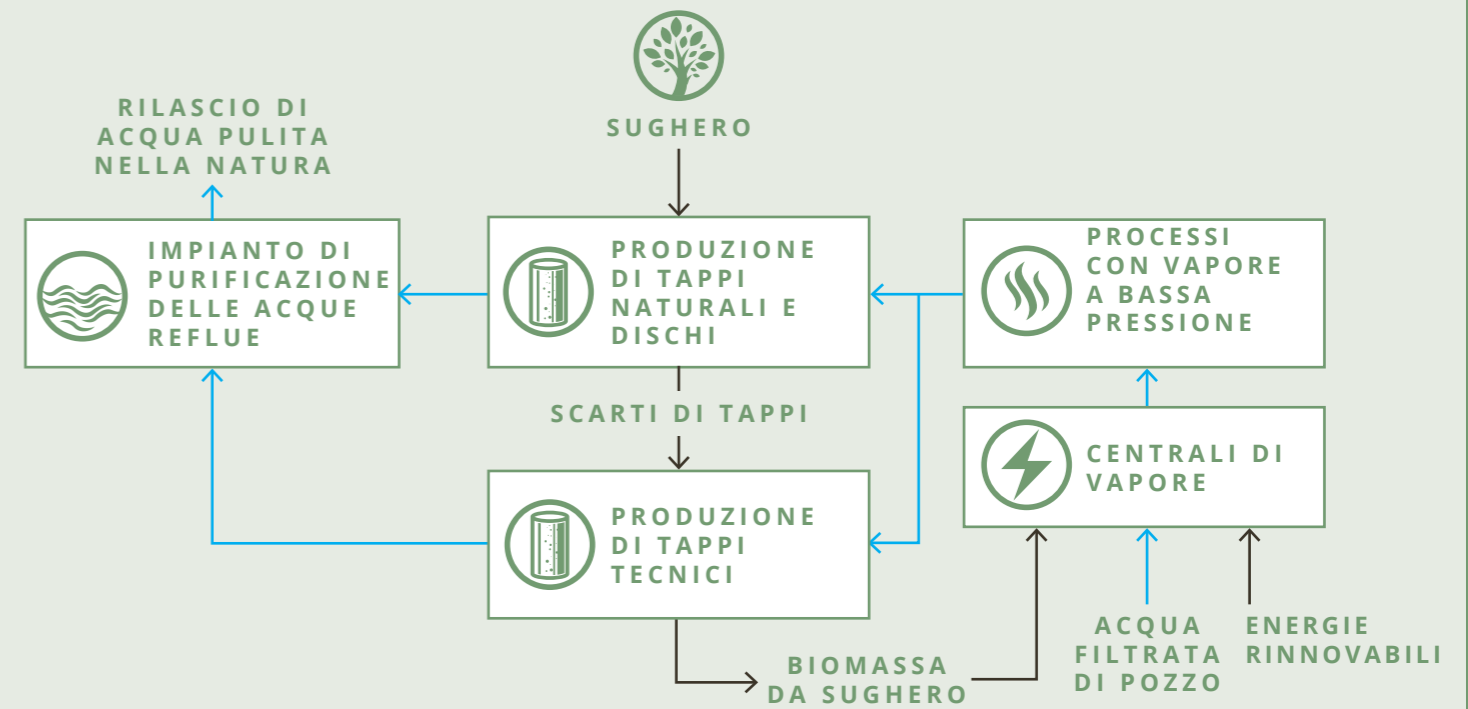 SUGHERO
RILASCIO DI
ACQUA PULITA
NELLA NATURA
IMPIANTO DI
PURIFICAZIONE
DELLE ACQUE
REFLUE
PRODUZIONE
DI TAPPI
NATURALI E
DISCHI
PROCESSI
CON VAPORE
A BASSA
PRESSIONE
SCARTI DI TAPPI
CENTRALI DI
VAPORE
PRODUZIONE
DI TAPPI
TECNICI
BIOMASSA
DA SUGHERO
ACQUA
FILTRATA
DI POZZO
ENERGIE
RINNOVABILI